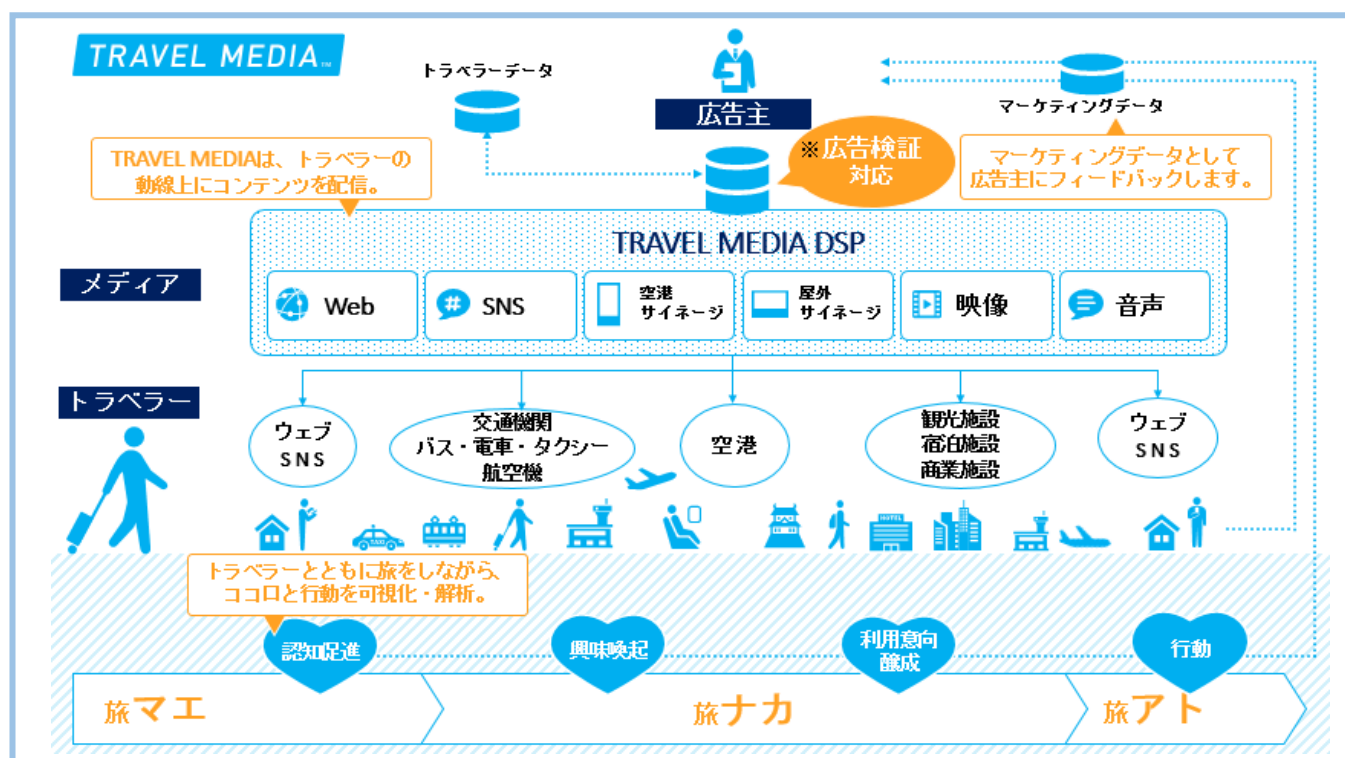 TRAVEL MEDIA™
トラベラーデータ
広告主
マーケティングデータ
TRAVEL MEDIAは、トラベラーの
動線上にコンテンツを配信。
※広告検証
対応
マーケティングデータとして
広告主にフィードバックします。
TRAVEL MEDIA DSP
メディア
Web
#
SNS
空港
サイネージ
屋外
サイネージ
映像
音声
トラベラー
ウェブ
SNS
交通機関
バス・電車・タクシー
航空機
空港
観光施設
宿泊施設
商業施設
ウェブ
SNS
TAXI
HOTEL
トラベラーとともに旅をしながら、
ココロと行動を可視化・解析。
認知促進
興味喚起
利用意向
醸成
行動
旅マエ
旅ナカ
旅アト